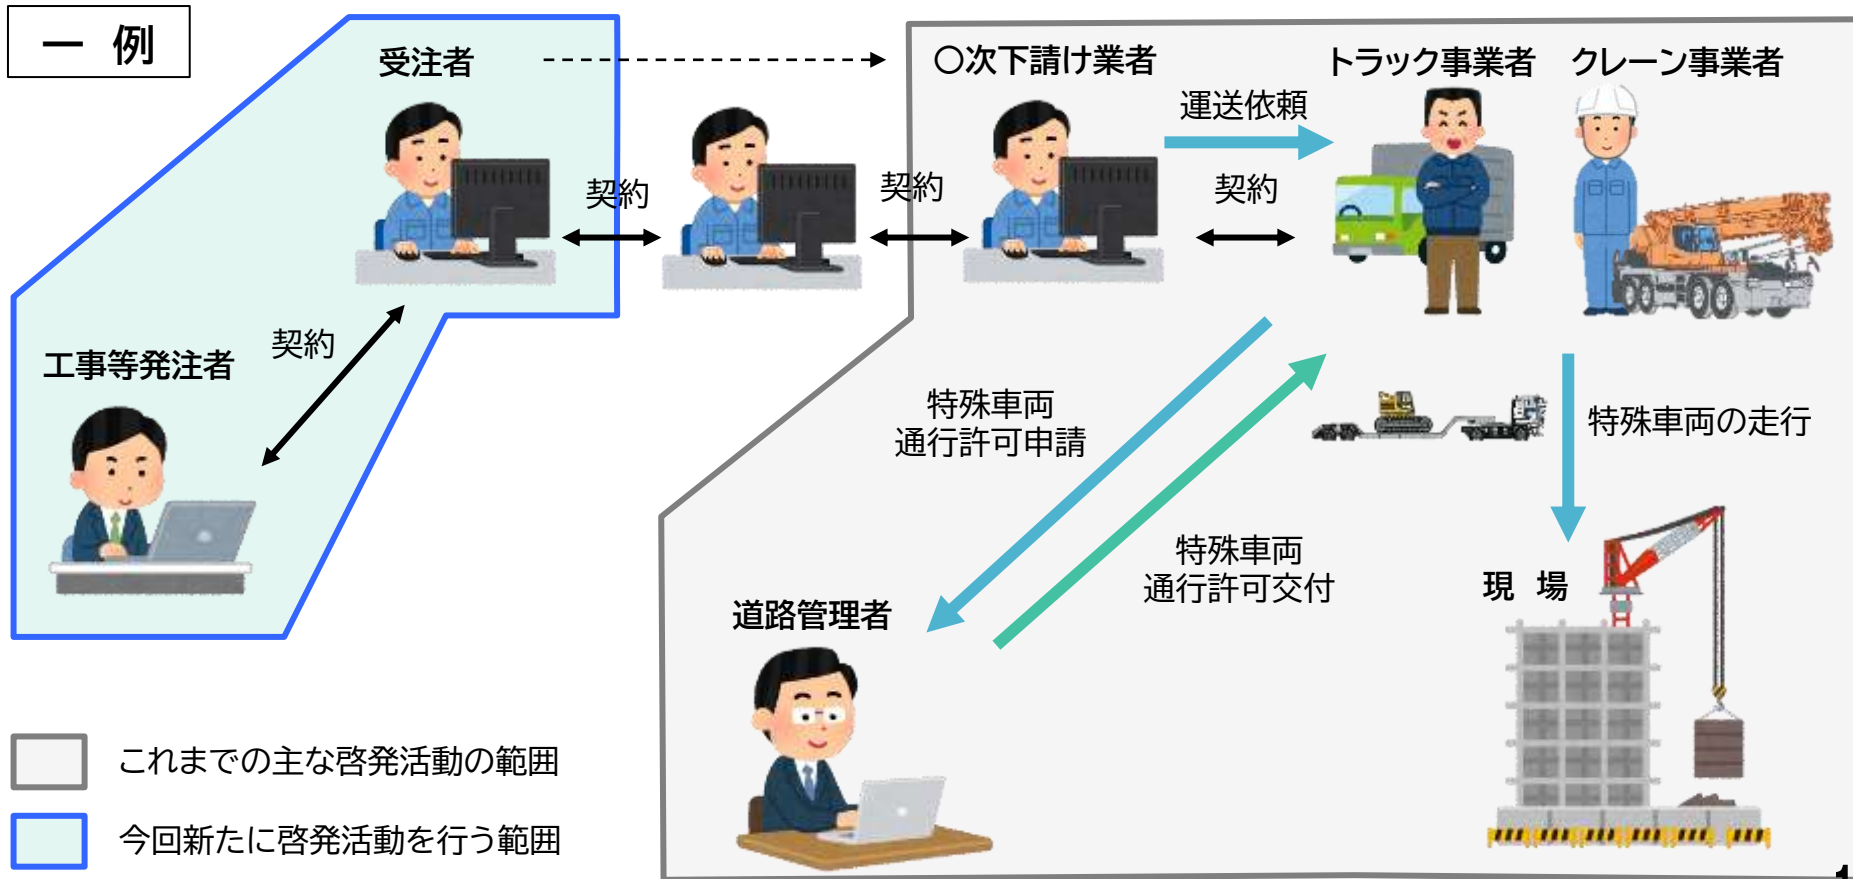 一 例
受注者
〇次下請け業者
トラック事業者
クレーン事業者
運送依頼
契約
契約
契約
契約
工事等発注者
特殊車両
通行許可申請
特殊車両の走行
特殊車両
通行許可交付
現 場
道路管理者
これまでの主な啓発活動の範囲
今回新たに啓発活動を行う範囲
1